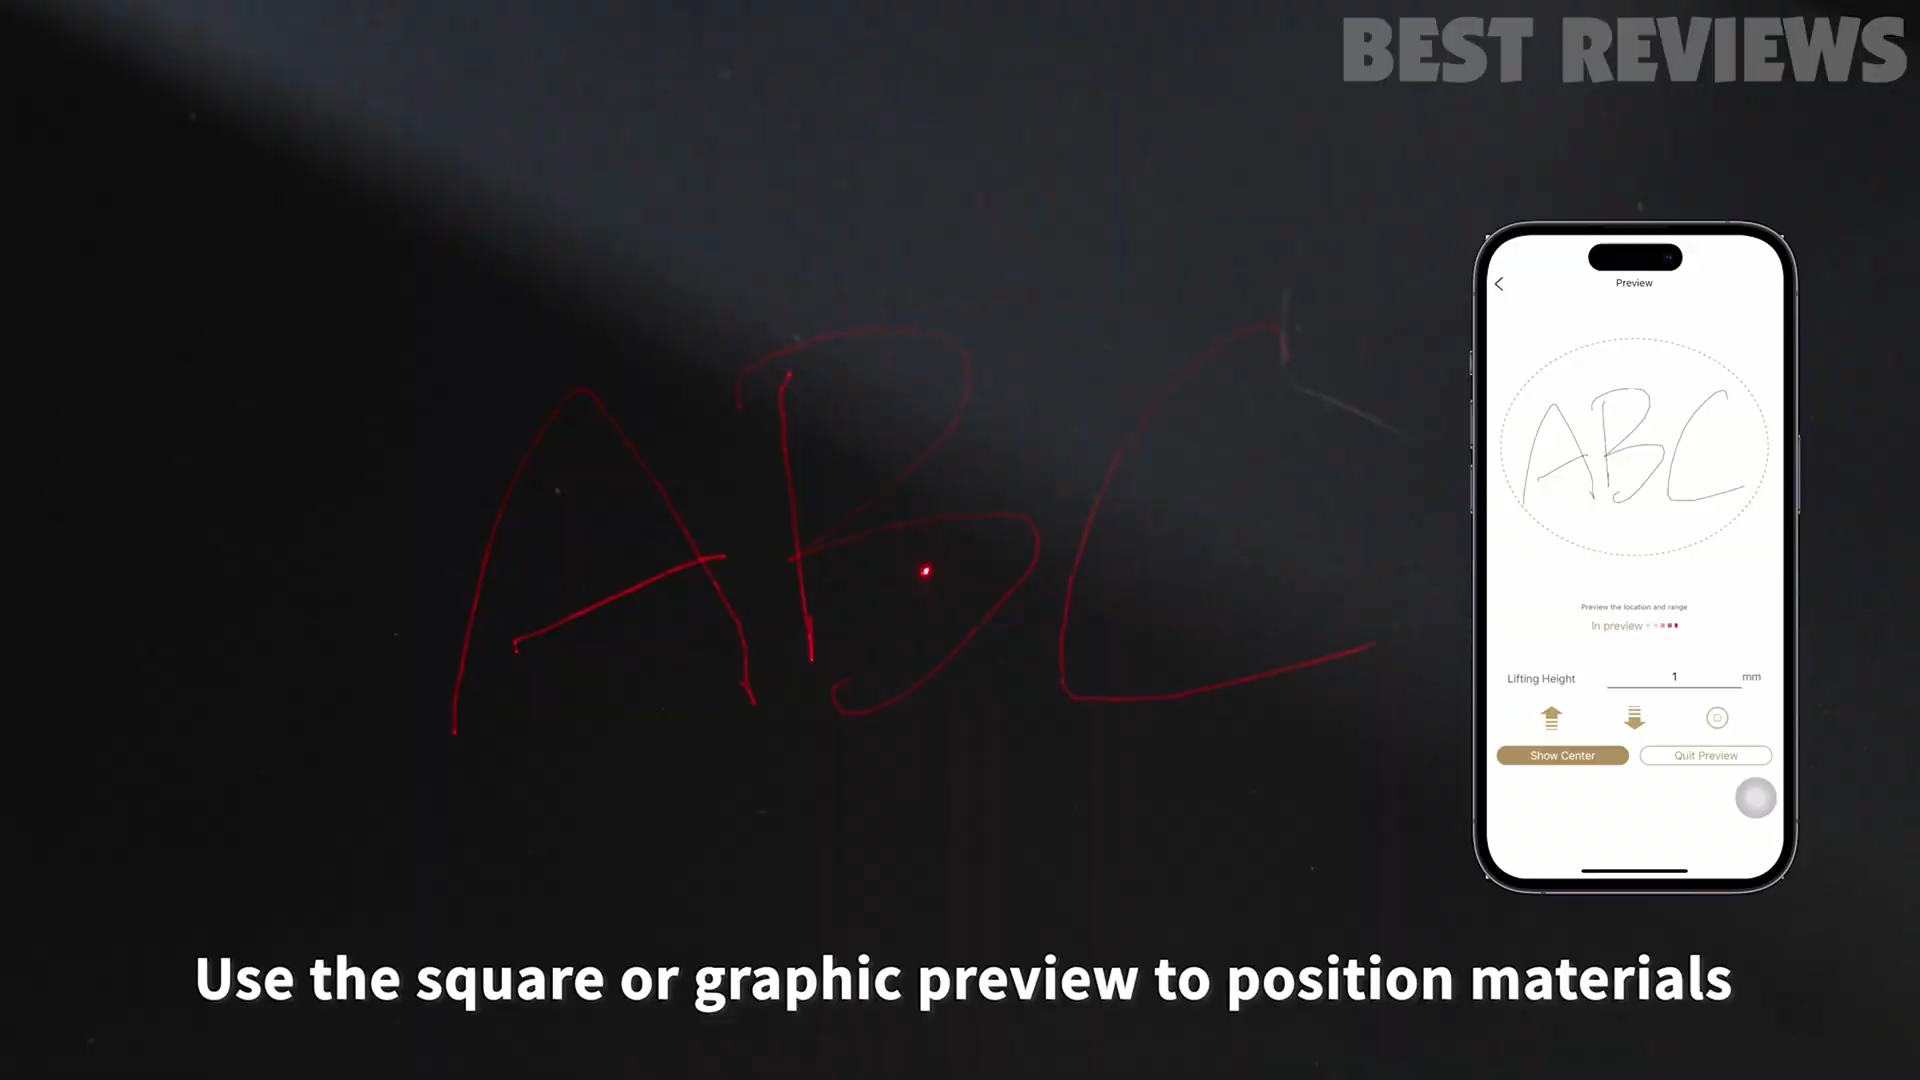 BEST REVIEWS
Preview
ABC
ABC
Preview the location and range
In preview
Lifting Height 1 mm
Show Center Quit Preview
Use the square or graphic preview to position materials